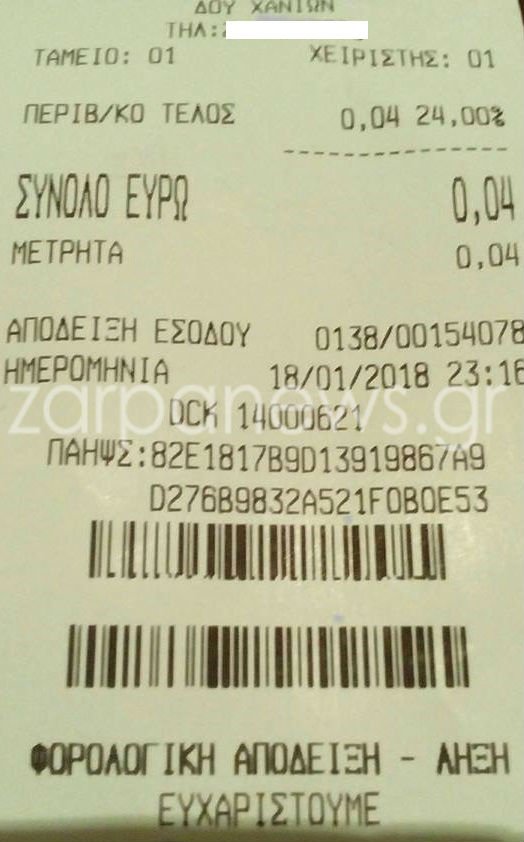 ΔΟΥ ΧΑΝΙΩΝ
ΤΗΛ:
ΤΑΜΕΙΟ: 01 ΧΕΙΡΙΣΤΗΣ: 01
ΠΕΡΙΒ/ΚΟ ΤΕΛΟΣ 0,04 24,00%
ΣΥΝΟΛΟ ΕΥΡΩ 0,04
ΜΕΤΡΗΤΑ 0,04
ΑΠΟΔΕΙΞΗ ΕΣΟΔΟΥ 0138/00154078
ΗΜΕΡΟΜΗΝΙΑ 18/01/2018 23:16
zarpanews.gr
DCK 14000621
ΠΑΗΨΣ:82E1817B9D13919867A9
D276B9832A521F0B0E53
ΦΟΡΟΛΟΓΙΚΗ ΑΠΟΔΕΙΞΗ - ΛΗΞΗ
ΕΥΧΑΡΙΣΤΟΥΜΕ